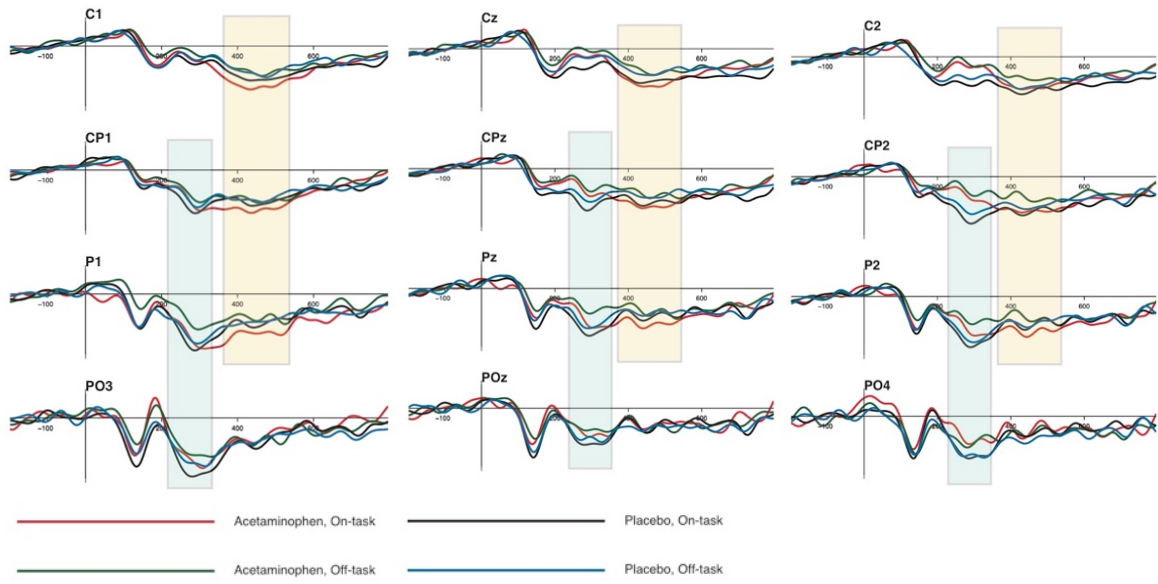 C1
Cz
C2
−100 200 400 600
−100 200 400 600
−100 200 400 600
CP1
CPz
CP2
−100 200 400 600
−100 200 400 600
−100 200 400 600
P1
Pz
P2
−100 200 400 600
−100 200 400 600
−100 200 400 600
PO3
POz
PO4
−100 200 400
400 600
−100
Acetaminophen, On-task
Placebo, On-task
Acetaminophen, Off-task
Placebo, Off-task